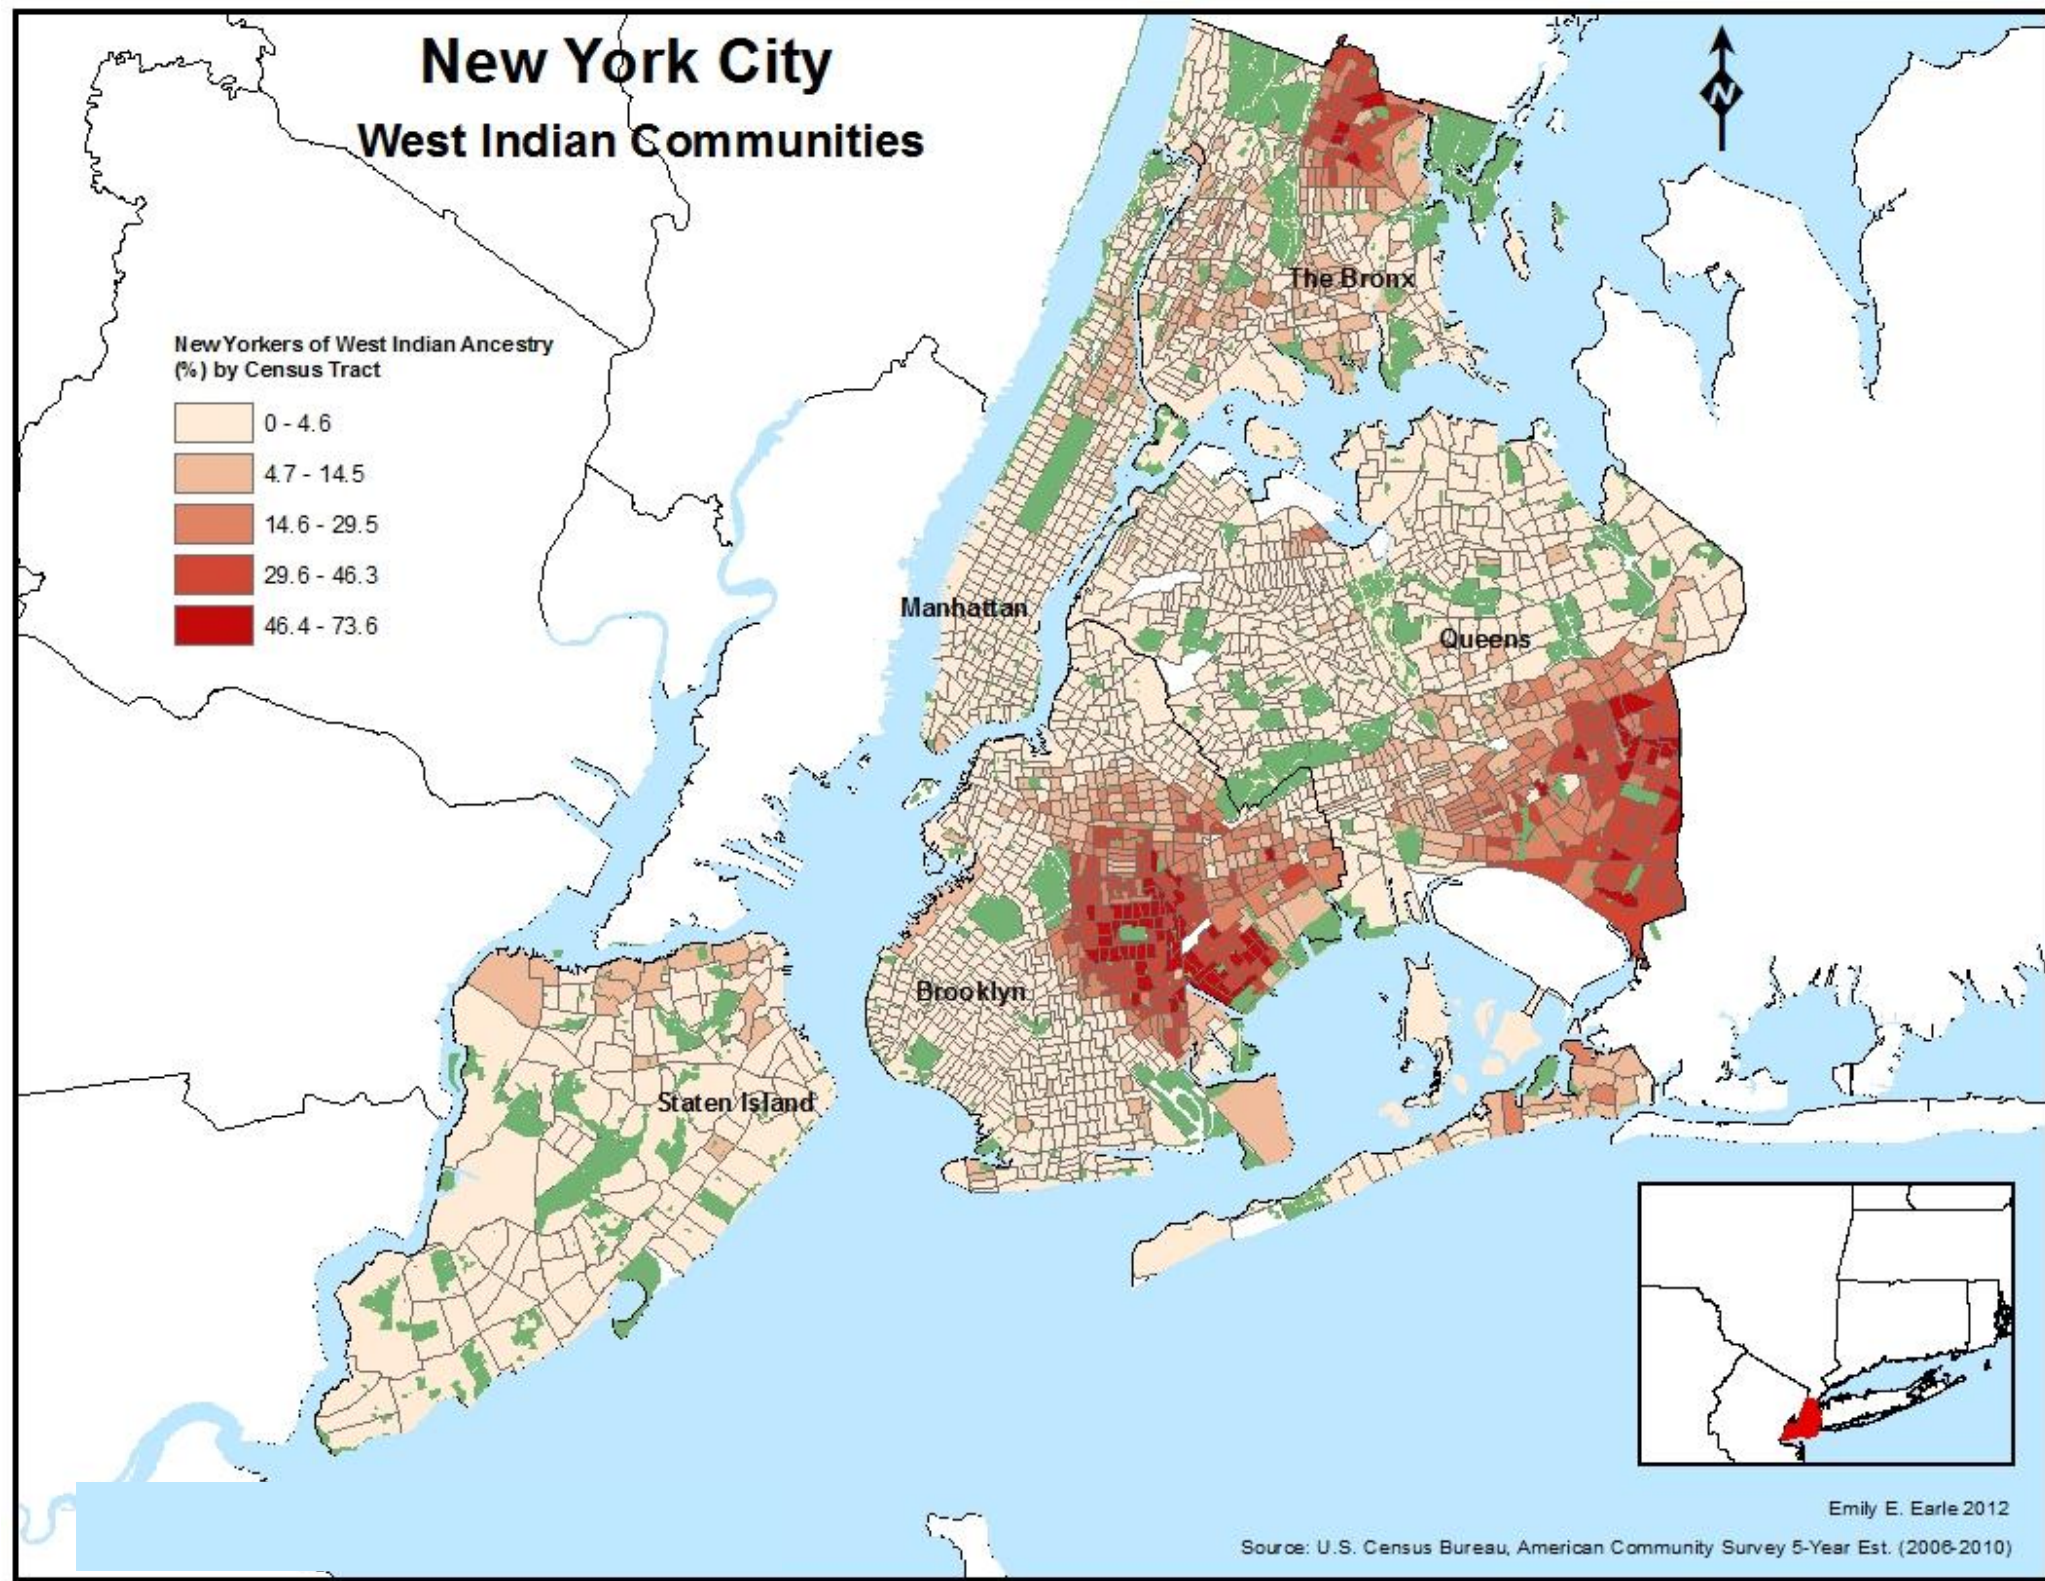 New York City
West Indian Communities
N
The Bronx
New Yorkers of West Indian Ancestry
(%) by Census Tract
0 - 4.6
4.7 - 14.5
14.6 - 29.5
29.6 - 46.3
46.4 - 73.6
Manhattan
Queens
Brooklyn
Staten Island
Emily E. Earle 2012
Source: U.S. Census Bureau, American Community Survey 5-Year Est. (2006-2010)